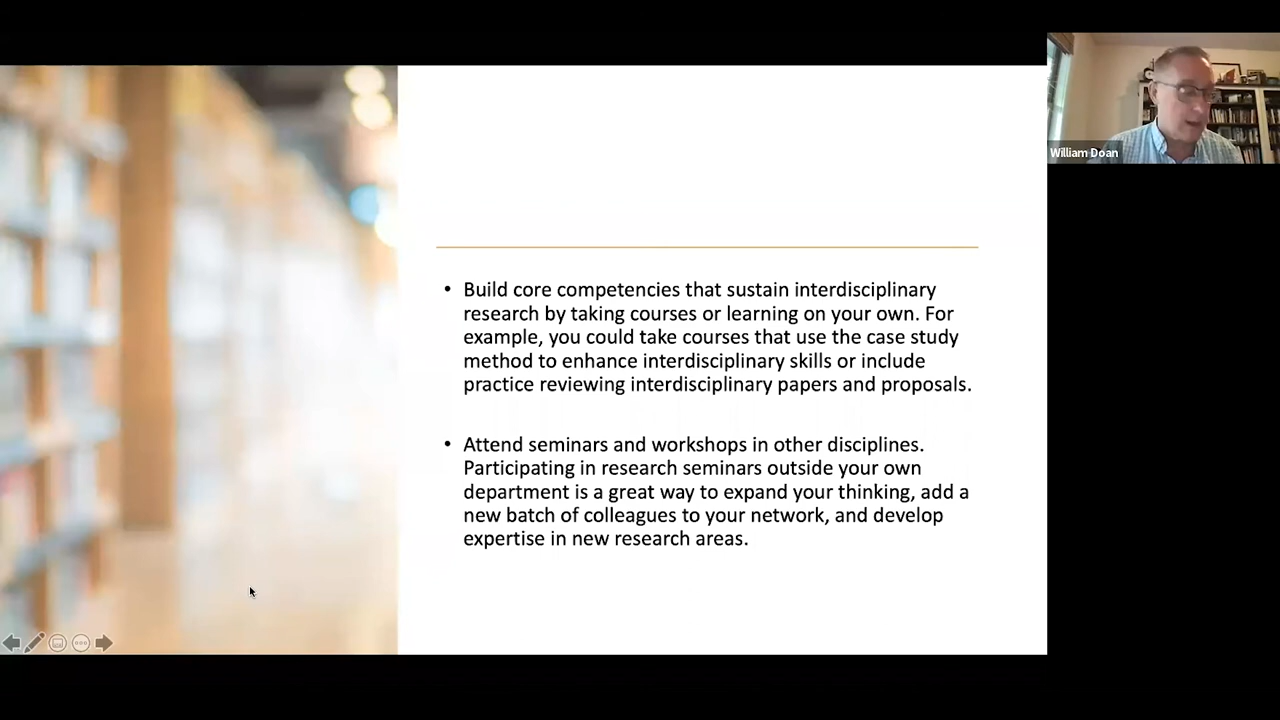 William Doan
• Build core competencies that sustain interdisciplinary
research by taking courses or learning on your own. For
example, you could take courses that use the case study
method to enhance interdisciplinary skills or include
practice reviewing interdisciplinary papers and proposals.
• Attend seminars and workshops in other disciplines.
Participating in research seminars outside your own
department is a great way to expand your thinking, add a
new batch of colleagues to your network, and develop
expertise in new research areas.